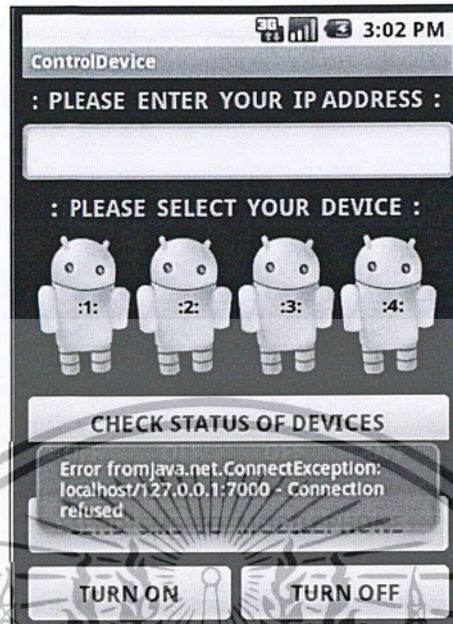 3G 3:02 PM
ControlDevice
: PLEASE ENTER YOUR IP ADDRESS :
: PLEASE SELECT YOUR DEVICE :
:1: :2: :3: :4:
CHECK STATUS OF DEVICES
Error fromjava.net.ConnectException:
localhost/127.0.0.1:7000 - Connection
refused
TURN ON TURN OFF